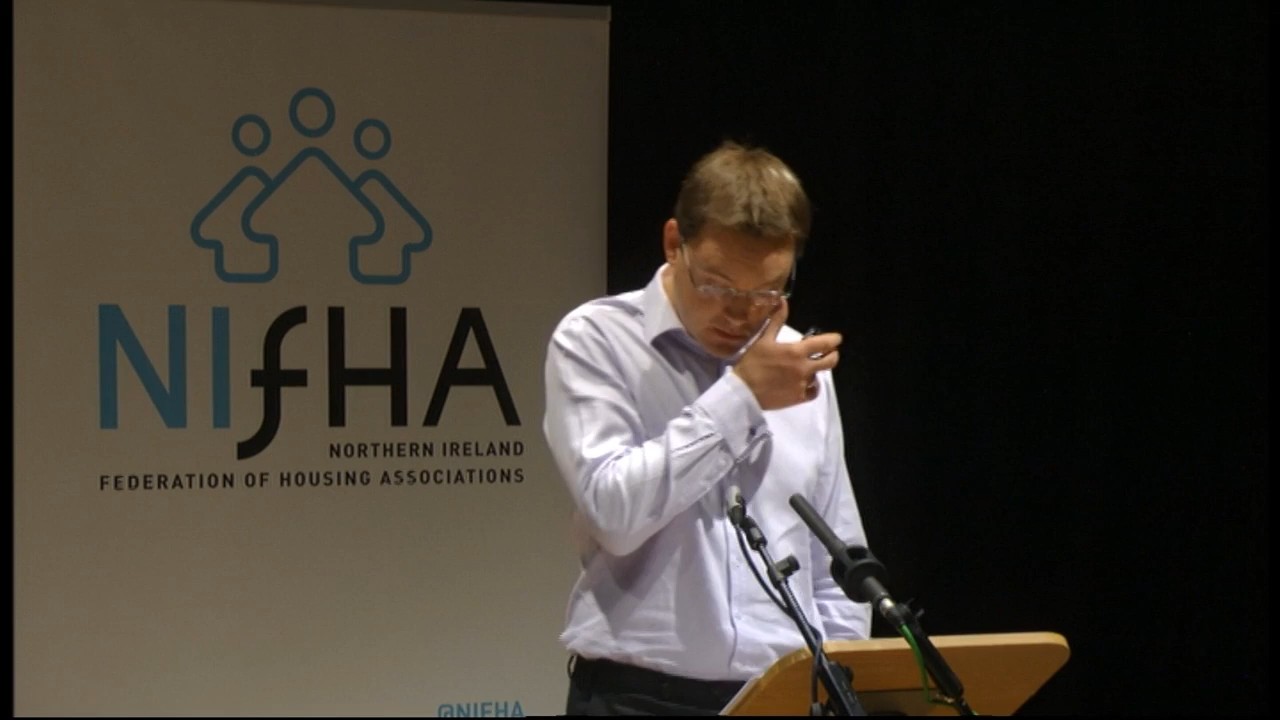 NIfHA
NORTHERN IRELAND
FEDERATION OF HOUSING ASSOCIATIONS
@NIFHA